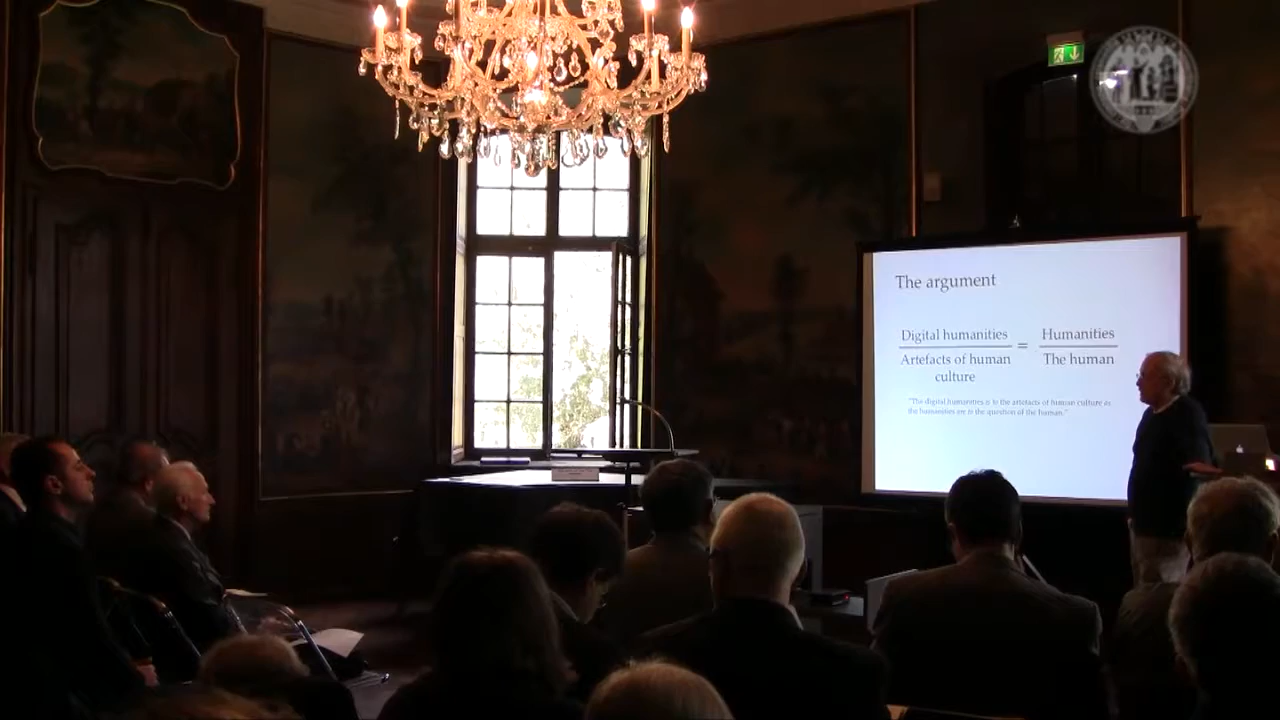 The argument
Digital humanities
Artefacts of human
culture
=
Humanities
The human
"The digital humanities is to the artefacts of human culture as
the humanities are to the question of the human."